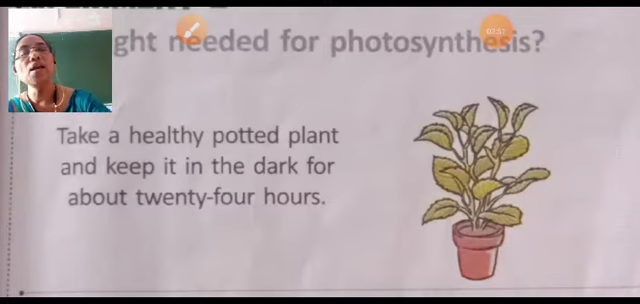 ght needed for photosynthesis?
Take a healthy potted plant
and keep it in the dark for
about twenty-four hours.